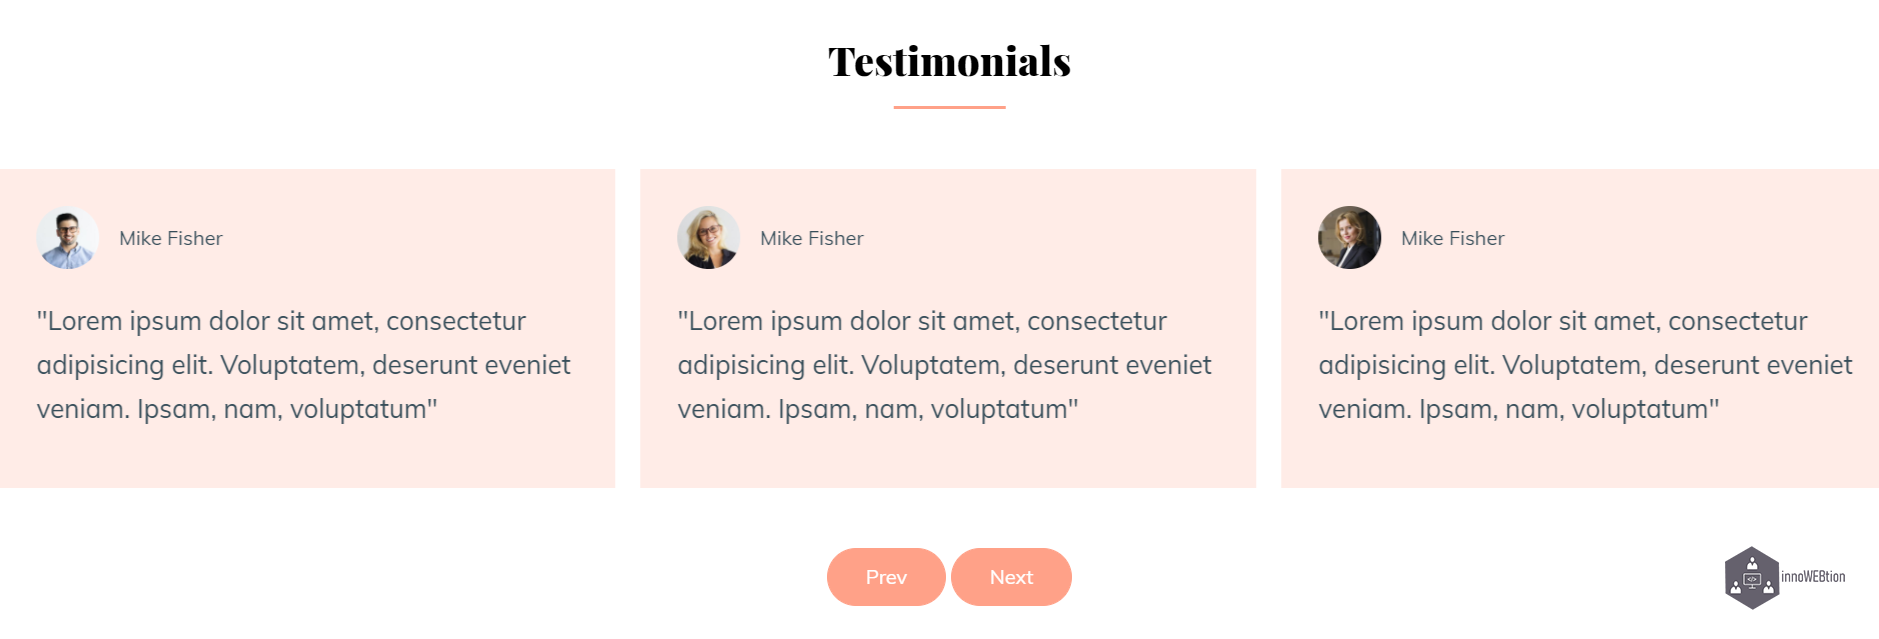 Testimonials
Mike Fisher
"Lorem ipsum dolor sit amet, consectetur
adipisicing elit. Voluptatem, deserunt eveniet
veniam. Ipsam, nam, voluptatum"
Mike Fisher
"Lorem ipsum dolor sit amet, consectetur
adipisicing elit. Voluptatem, deserunt eveniet
veniam. Ipsam, nam, voluptatum"
Mike Fisher
"Lorem ipsum dolor sit amet, consectetur
adipisicing elit. Voluptatem, deserunt eveniet
veniam. Ipsam, nam, voluptatum"
Prev
Next
</> innoWEBtion